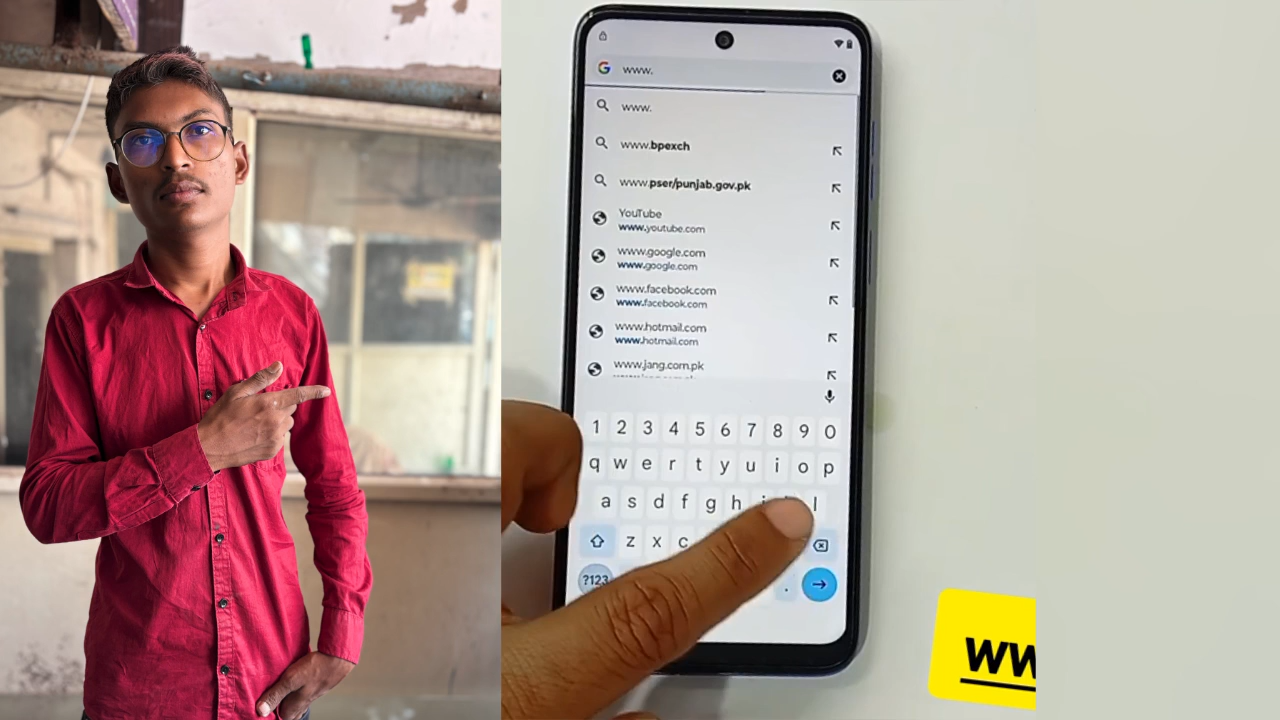 www.
www.
www.bpexch
www.pser/punjab.gov.pk
YouTube
www.youtube.com
www.google.com
www.google.com
www.facebook.com
www.facebook.com
www.hotmail.com
www.hotmail.com
www.jang.com.pk
1 2 3 4 5 6 7 8 9 0
q w e r t y u i o p
a s d f g h j l
z x c
?123 .
ww